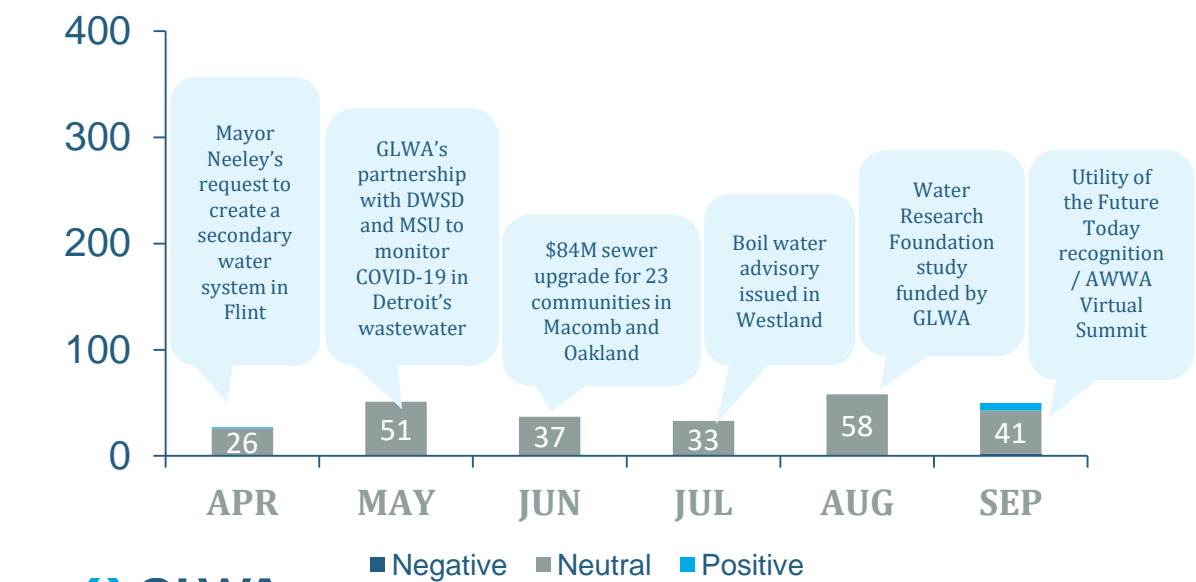 400
300
200
100
0
Mayor
Neeley's
request to
create a
secondary
water
system in
Flint
GLWA's
partnership
with DWSD
and MSU to
monitor
COVID-19 in
Detroit's
wastewater
$84M sewer
upgrade for 23
communities in
Macomb and
Oakland
Boil water
advisory
issued in
Westland
Water
Research
Foundation
study
funded by
GLWA
Utility of
the Future
Today
recognition
/ AWWA
Virtual
Summit
26
51
37
33
58
41
APR
MAY
JUN
JUL
AUG
SEP
Negative
Neutral
Positive
GLWA